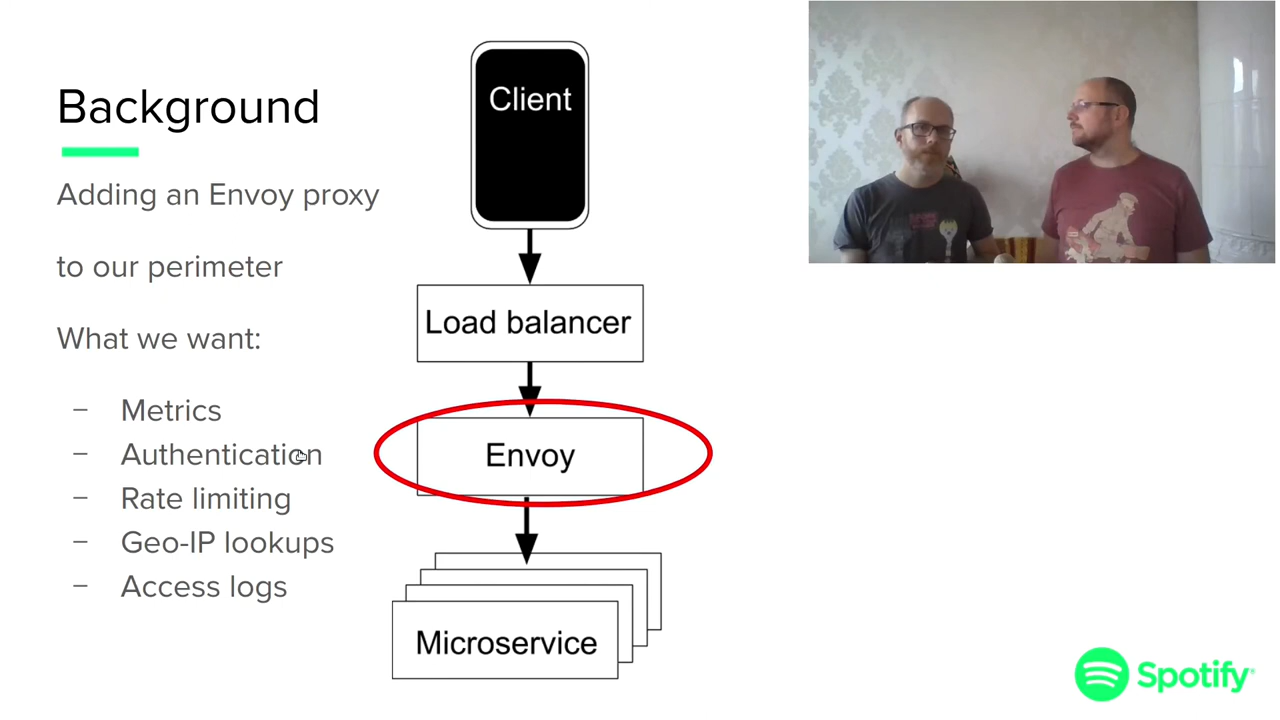 Background
Adding an Envoy proxy
to our perimeter
What we want:
– Metrics
– Authentication
– Rate limiting
– Geo-IP lookups
– Access logs
Client
Load balancer
Envoy
Microservice
Spotify